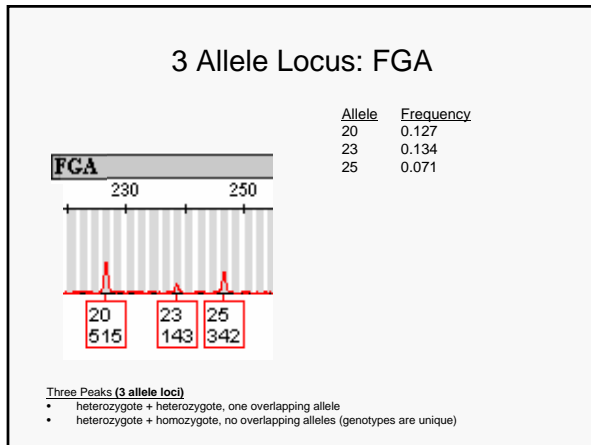 3 Allele Locus: FGA
Allele Frequency
20 0.127
23 0.134
25 0.071
FGA
230 250
20 23 25
515 143 342
Three Peaks (3 allele loci)
• heterozygote + heterozygote, one overlapping allele
• heterozygote + homozygote, no overlapping alleles (genotypes are unique)